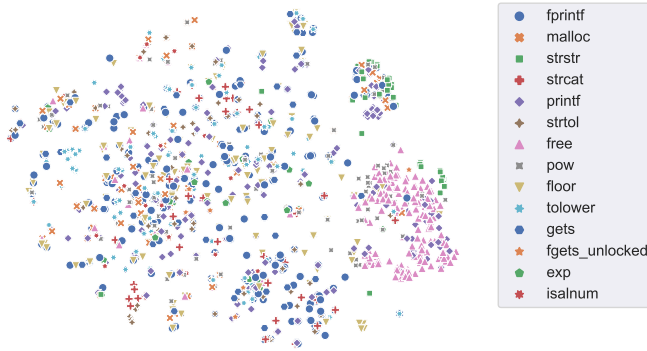 fprintf
malloc
strstr
strcat
printf
strtol
free
pow
floor
tolower
gets
fgets_unlocked
exp
isalnum